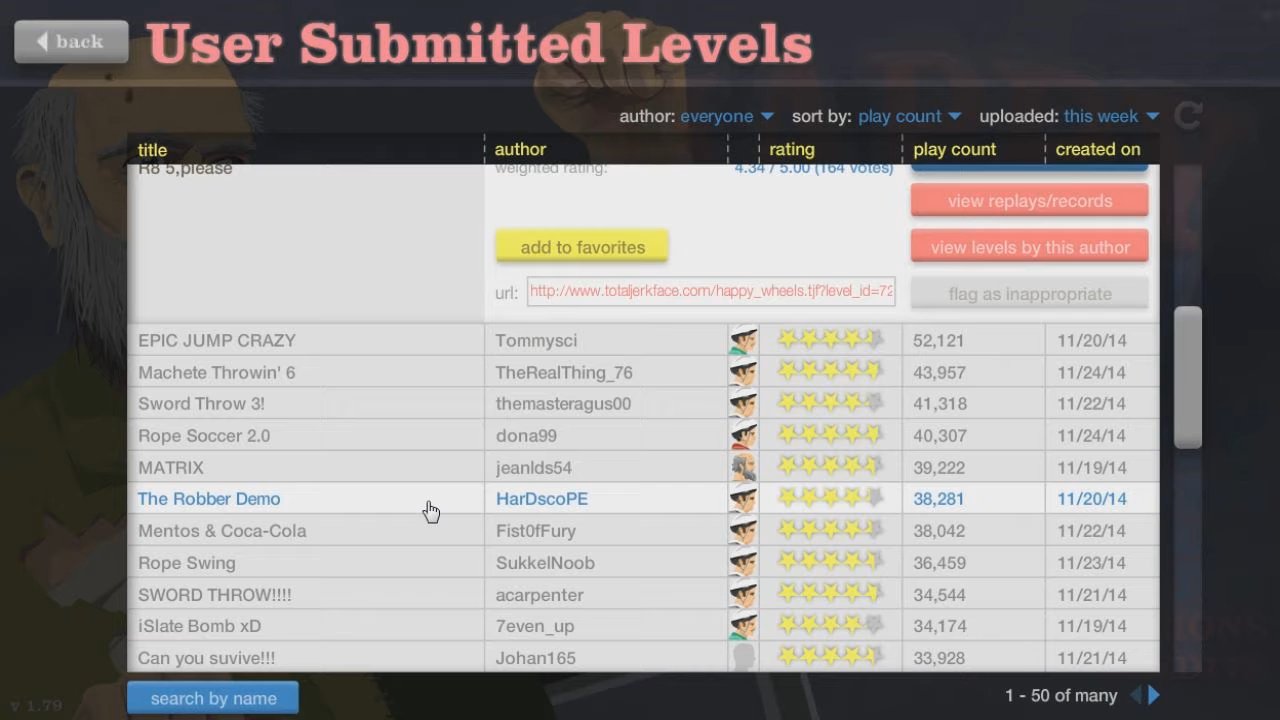 back
User Submitted Levels
author: everyone sort by: play count uploaded: this week
title author rating play count created on
R8 5,please weighted rating: 4.34 / 5.00 (164 votes)
view replays/records
add to favorites view levels by this author
url: http://www.totaljerkface.com/happy_wheels.tjf?level_id=72 flag as inappropriate
EPIC JUMP CRAZY Tommysci 52,121 11/20/14
Machete Throwin' 6 TheRealThing_76 43,957 11/24/14
Sword Throw 3! themasteragus00 41,318 11/22/14
Rope Soccer 2.0 dona99 40,307 11/24/14
MATRIX jeanlds54 39,222 11/19/14
The Robber Demo HarDscoPE 38,281 11/20/14
Mentos & Coca-Cola Fist0fFury 38,042 11/22/14
Rope Swing SukkelNoob 36,459 11/23/14
SWORD THROW!!!! acarpenter 34,544 11/21/14
iSlate Bomb xD 7even_up 34,174 11/19/14
Can you suvive!!! Johan165 33,928 11/21/14
search by name 1 - 50 of many
v 1.79